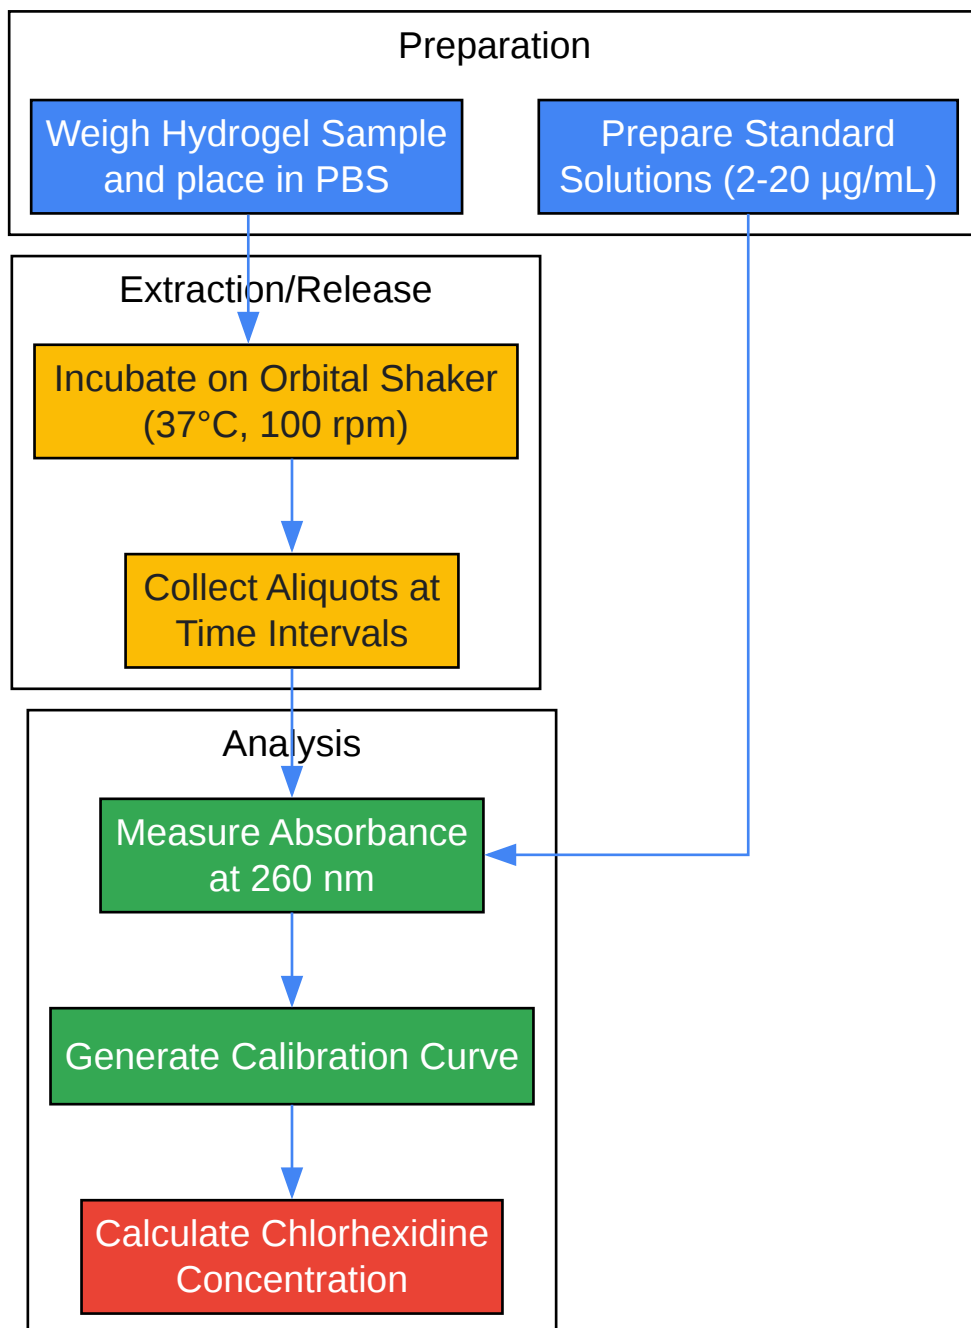 Preparation
Weigh Hydrogel Sample
and place in PBS
Prepare Standard
Solutions (2-20 µg/mL)
Extraction/Release
Incubate on Orbital Shaker
(37°C, 100 rpm)
Collect Aliquots at
Time Intervals
Analysis
Measure Absorbance
at 260 nm
Generate Calibration Curve
Calculate Chlorhexidine
Concentration